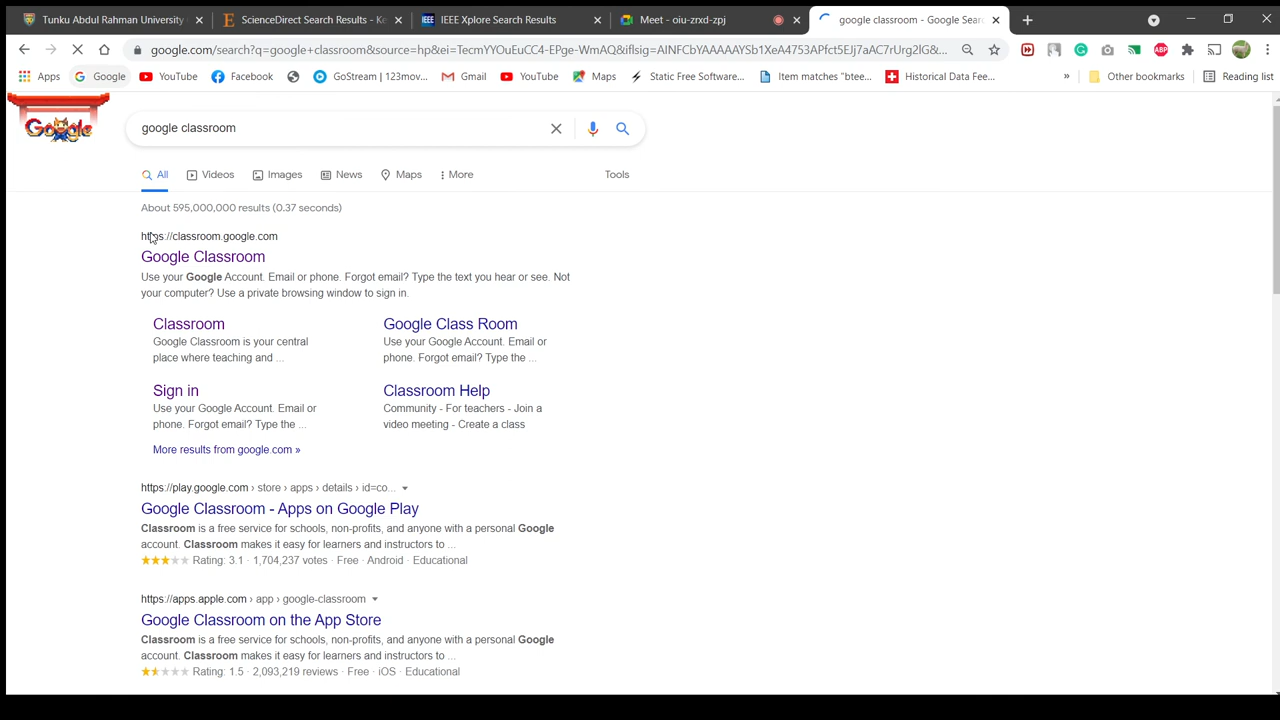 Tunku Abdul Rahman University
ScienceDirect Search Results - Ke
IEEE Xplore Search Results
Meet - oiu-zrxd-zpj
google classroom - Google Sear
google.com/search?q=google+classroom&source=hp&ei=TecmYYOuEuCC4-EPge-WmAQ&iflsig=AINFCbYAAAAAYSb1XeA4753APfct5EJj7aAC7rUrg2IG&...
Apps
Google
YouTube
Facebook
GoStream | 123mov...
Gmail
YouTube
Maps
Static Free Software...
Item matches "btee...
Historical Data Fee...
»
Other bookmarks
Reading list
Google
google classroom
All
Videos
Images
News
Maps
More
Tools
About 595,000,000 results (0.37 seconds)
https://classroom.google.com
Google Classroom
Use your Google Account. Email or phone. Forgot email? Type the text you hear or see. Not
your computer? Use a private browsing window to sign in.
Classroom
Google Classroom is your central
place where teaching and ...
Google Class Room
Use your Google Account. Email or
phone. Forgot email? Type the ...
Sign in
Use your Google Account. Email or
phone. Forgot email? Type the ...
Classroom Help
Community - For teachers - Join a
video meeting - Create a class
More results from google.com »
https://play.google.com › store › apps › details › id=co...
Google Classroom - Apps on Google Play
Classroom is a free service for schools, non-profits, and anyone with a personal Google
account. Classroom makes it easy for learners and instructors to ...
Rating: 3.1 · 1,704,237 votes · Free · Android · Educational
https://apps.apple.com › app › google-classroom
Google Classroom on the App Store
Classroom is a free service for schools, non-profits, and anyone with a personal Google
account. Classroom makes it easy for learners and instructors to ...
Rating: 1.5 · 2,093,219 reviews · Free · iOS · Educational